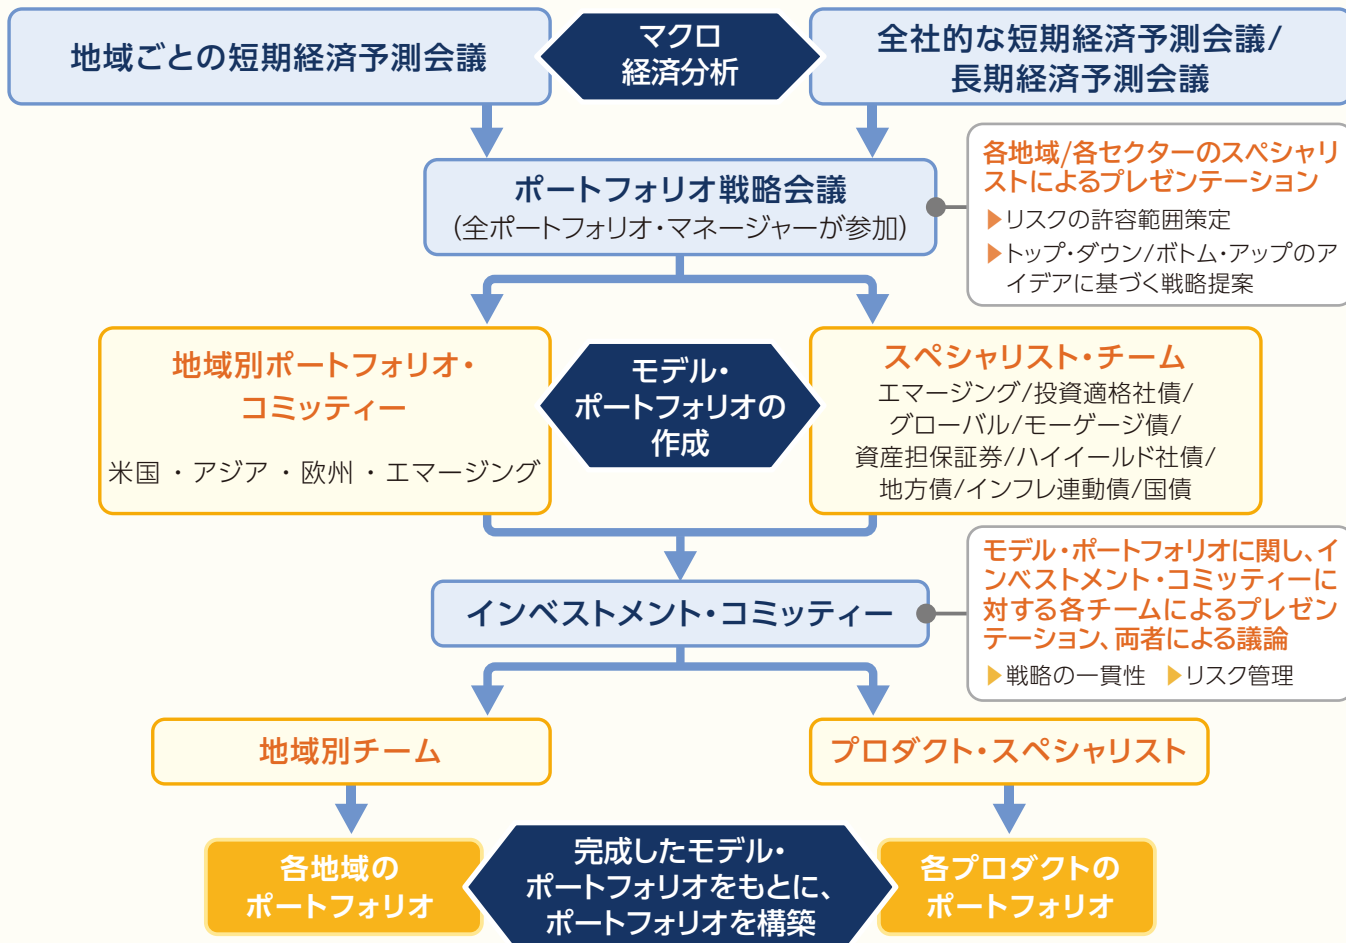 地域ごとの短期経済予測会議
マクロ
経済分析
全社的な短期経済予測会議/
長期経済予測会議
ポートフォリオ戦略会議
(全ポートフォリオ・マネージャーが参加)
各地域/各セクターのスペシャリ
ストによるプレゼンテーション
▶リスクの許容範囲策定
▶トップ・ダウン/ボトム・アップのア
イデアに基づく戦略提案
地域別ポートフォリオ・
コミッティー
米国 ・ アジア ・ 欧州 ・ エマージング
モデル・
ポートフォリオの
作成
スペシャリスト・チーム
エマージング/投資適格社債/
グローバル/モーゲージ債/
資産担保証券/ハイイールド社債/
地方債/インフレ連動債/国債
インベストメント・コミッティー
モデル・ポートフォリオに関し、イ
ンベストメント・コミッティーに
対する各チームによるプレゼン
テーション、両者による議論
▶戦略の一貫性 ▶リスク管理
地域別チーム
プロダクト・スペシャリスト
各地域の
ポートフォリオ
完成したモデル・
ポートフォリオをもとに、
ポートフォリオを構築
各プロダクトの
ポートフォリオ